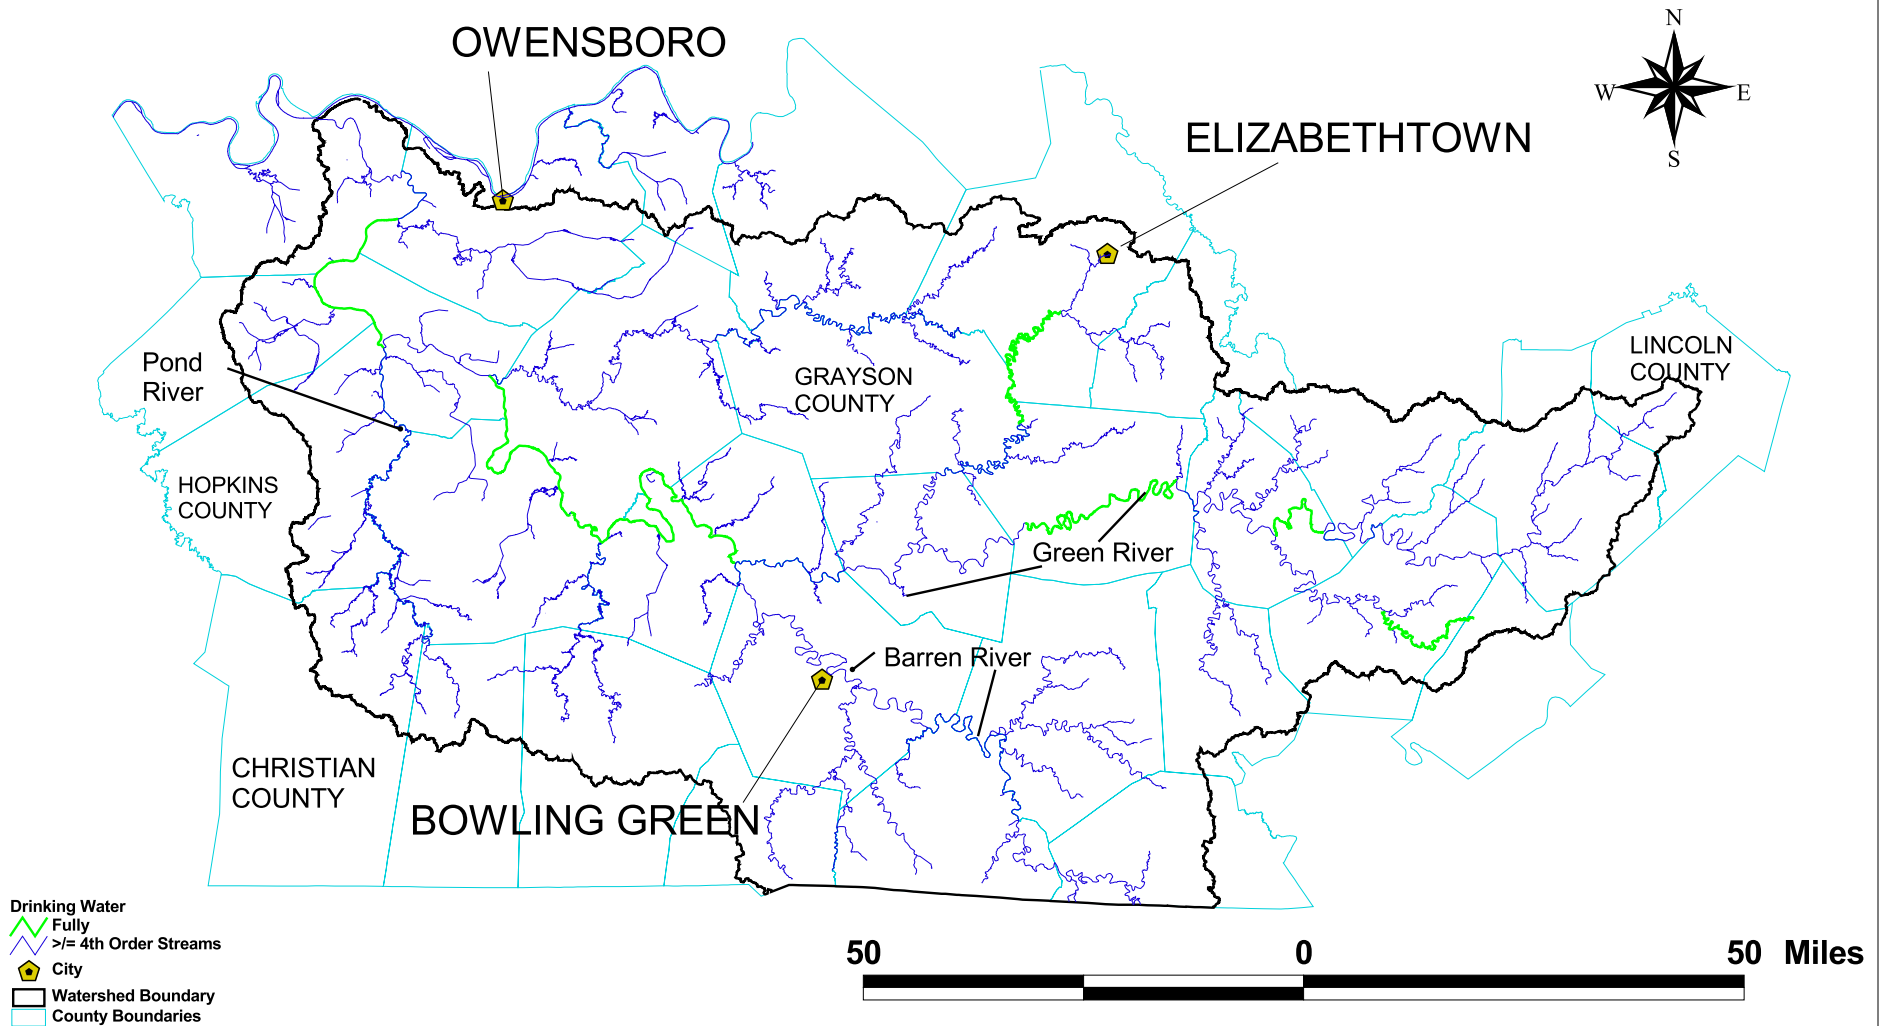 OWENSBORO
N
W
E
S
ELIZABETHTOWN
LINCOLN
COUNTY
Pond
River
GRAYSON
COUNTY
HOPKINS
COUNTY
Green River
Barren River
CHRISTIAN
COUNTY
BOWLING GREEN
Drinking Water
Fully
>/= 4th Order Streams
City
Watershed Boundary
County Boundaries
50
0
50 Miles